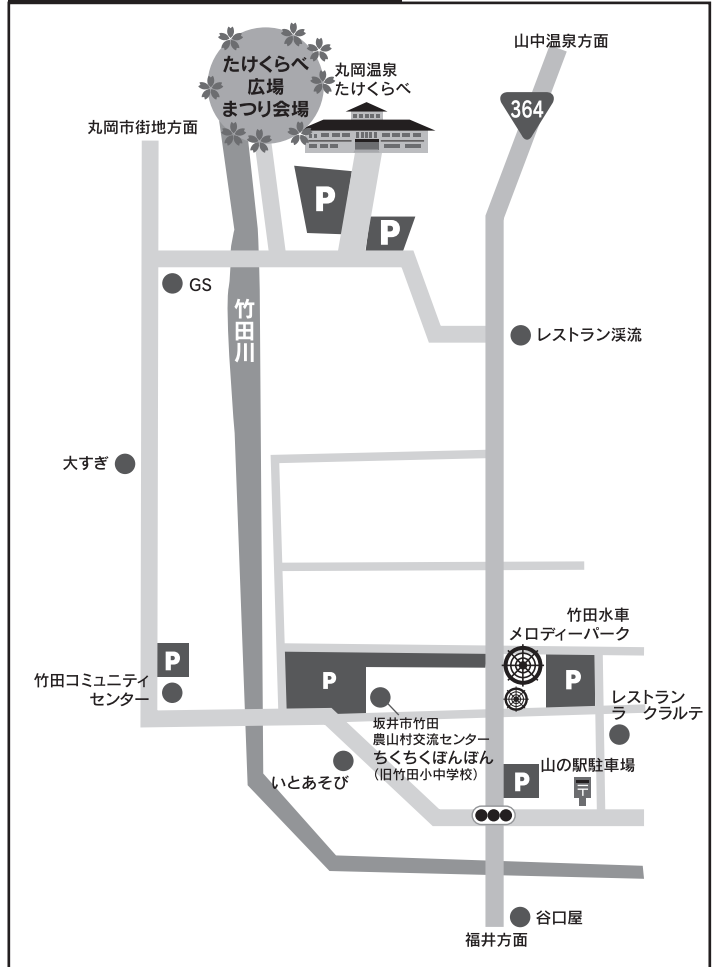 山中温泉方面
364
たけくらべ
広場
まつり会場
丸岡温泉
たけくらべ
丸岡市街地方面
P
P
GS
竹田川
レストラン渓流
大すぎ
竹田水車
メロディーパーク
P
竹田コミュニティ
センター
P
P
レストラン
ラ クラルテ
坂井市竹田
農山村交流センター
ちくちくぼんぼん
(旧竹田小中学校)
いとあそび
P
山の駅駐車場
〒
谷口屋
福井方面